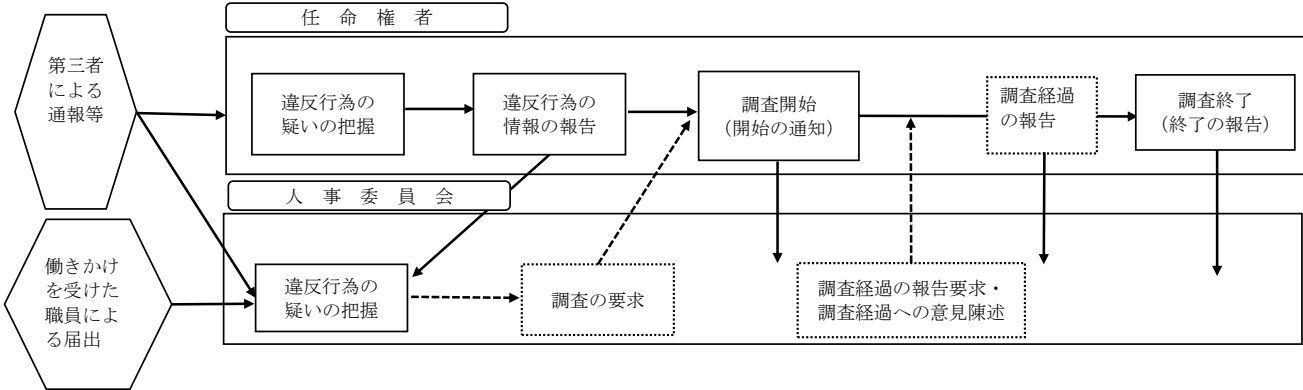 任　命　権　者
第三者
による
通報等
違反行為の
疑いの把握
違反行為の
情報の報告
調査開始
（開始の通知）
調査経過
の報告
調査終了
（終了の報告）
人　事　委　員　会
働きかけ
を受けた
職員によ
る届出
違反行為の
疑いの把握
調査の要求
調査経過の報告要求・
調査経過への意見陳述